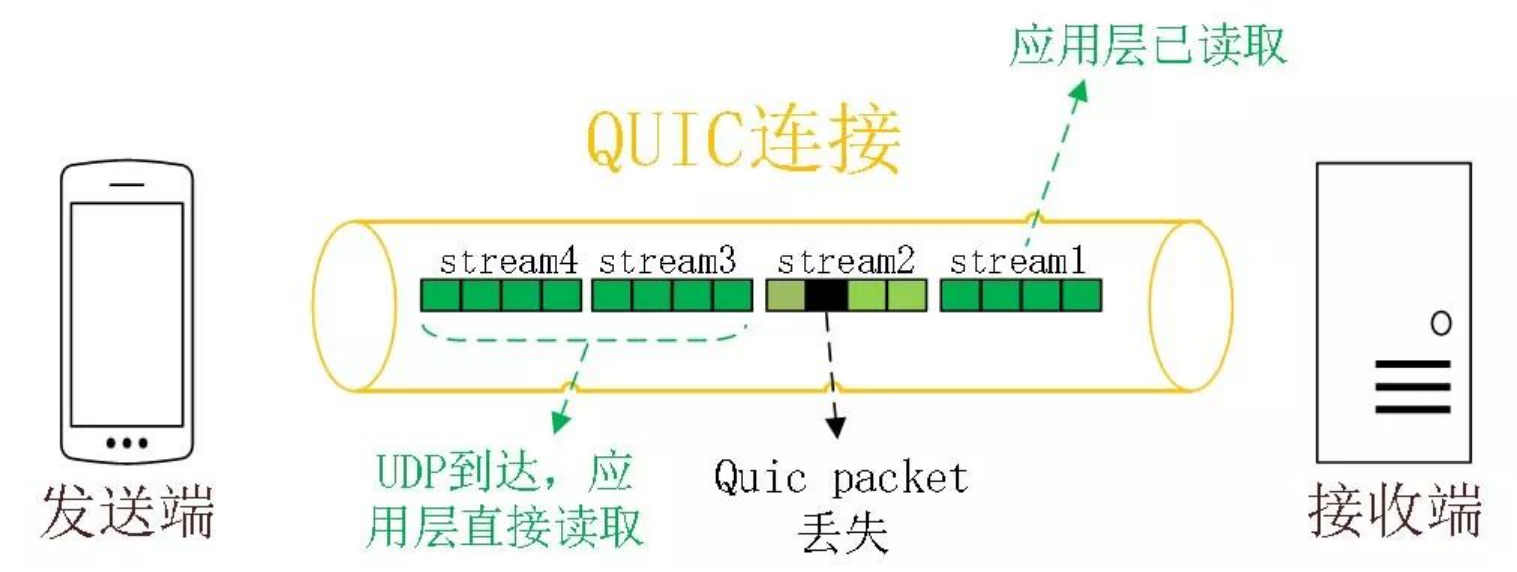 应用层已读取
QUIC连接
stream4 stream3 stream2 stream1
UDP到达，应
用层直接读取
Quic packet
丢失
发送端
接收端